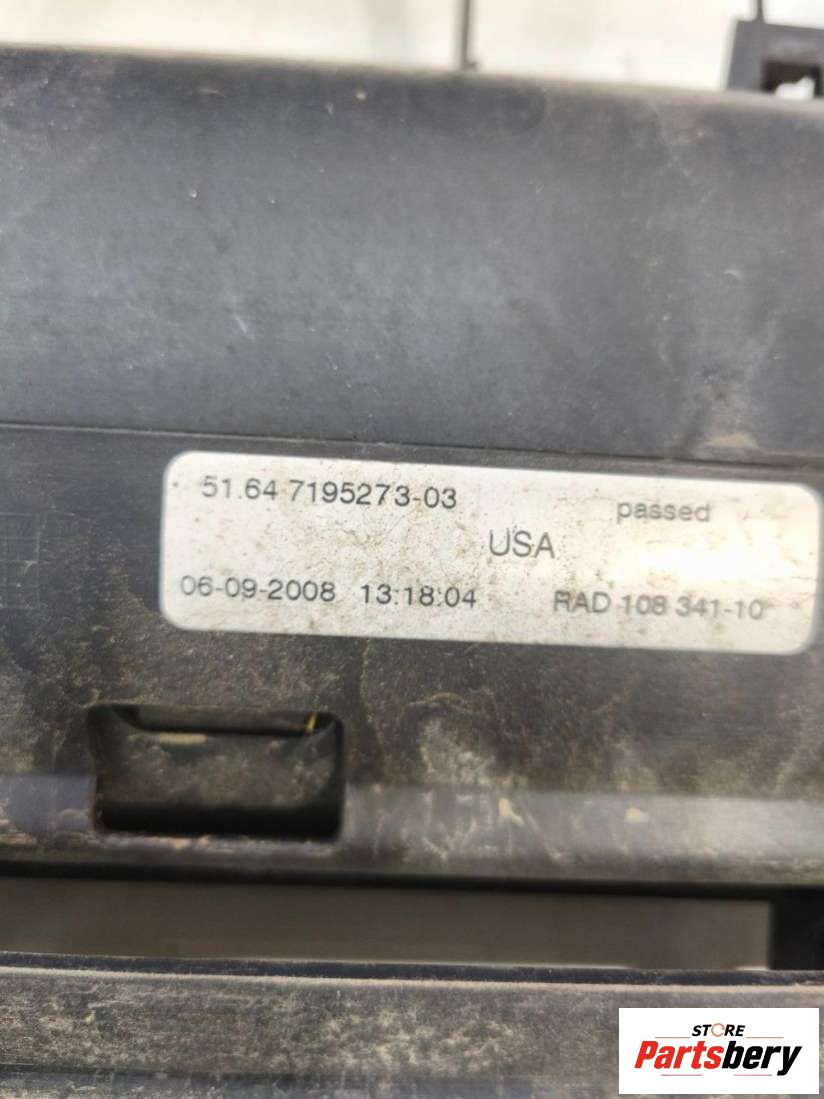 51.64 7195273-03 passed
USA
06-09-2008 13:18:04 RAD 108 341-10
STORE
Partsbery